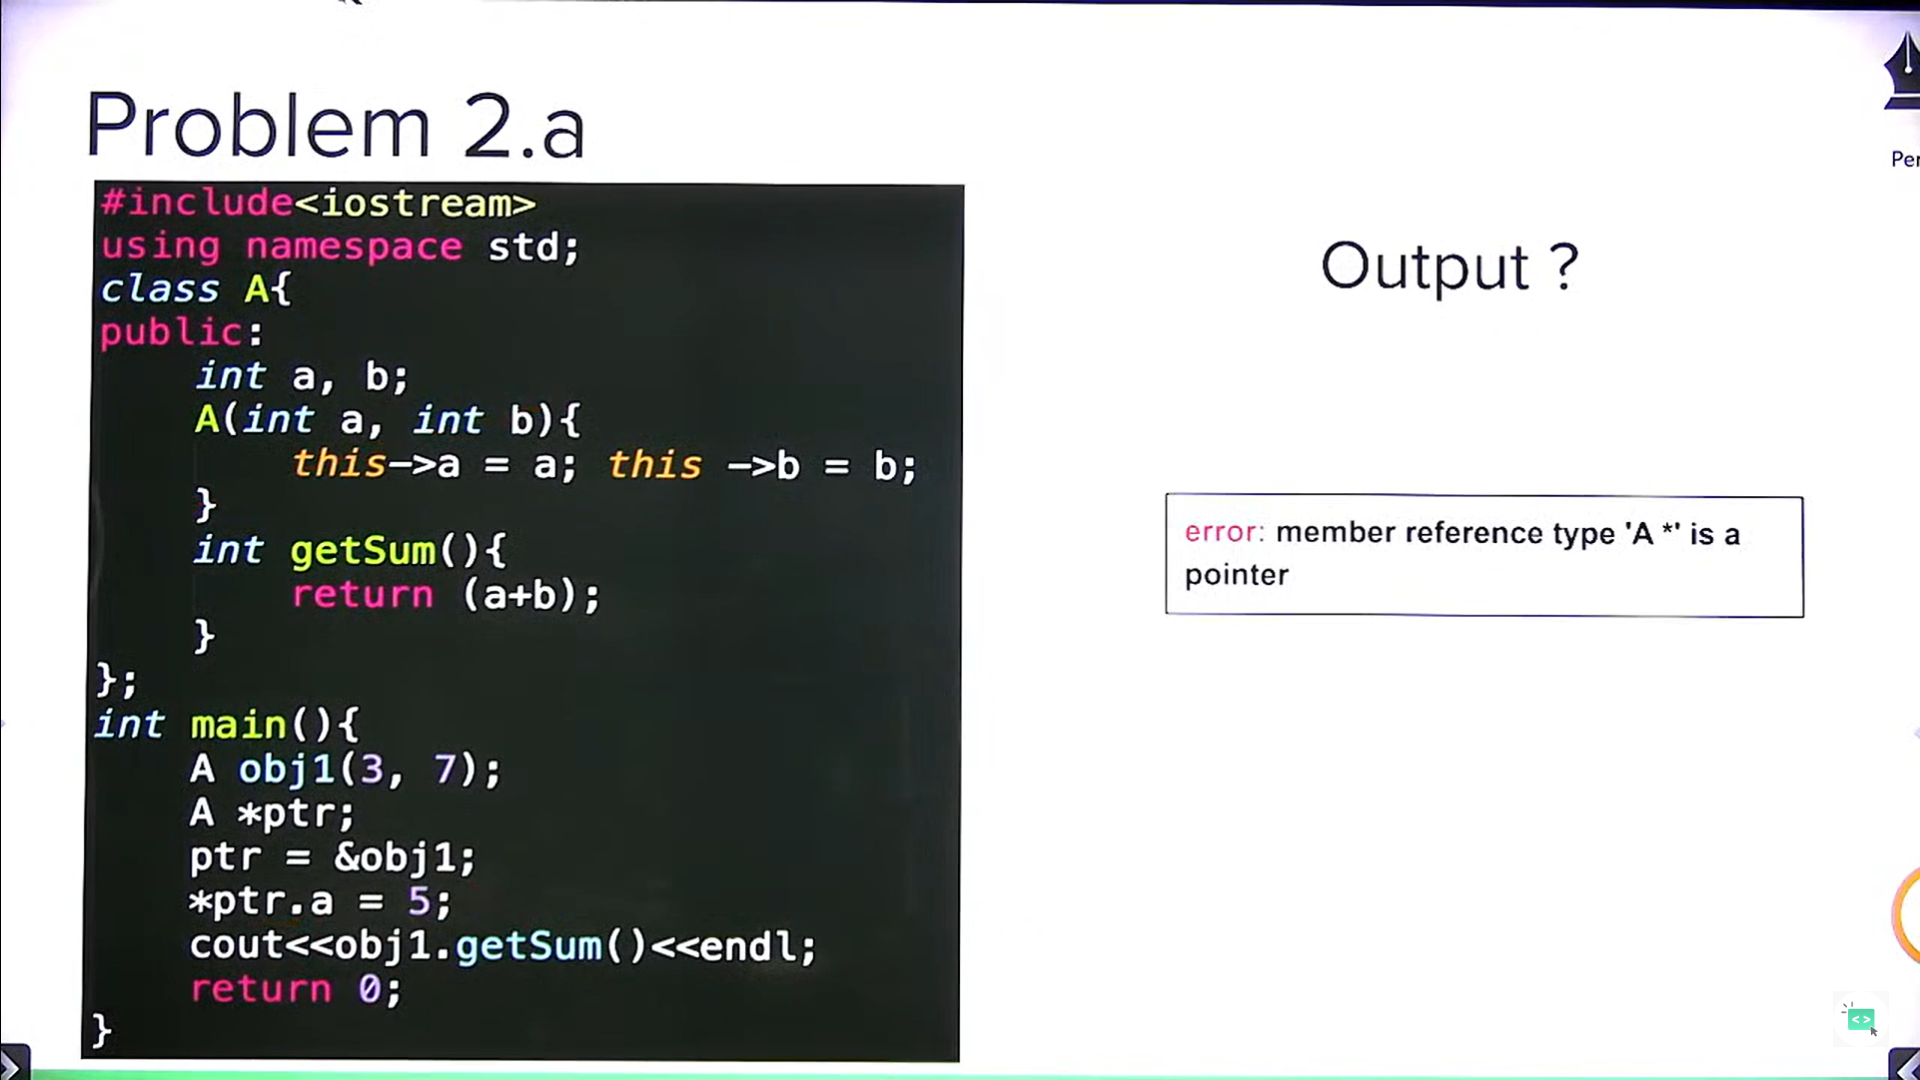 Problem 2.a
#include<iostream>
using namespace std;
class A{
public:
int a, b;
A(int a, int b){
this->a = a; this ->b = b;
}
int getSum(){
return (a+b);
}
};
int main(){
A obj1(3, 7);
A *ptr;
ptr = &obj1;
*ptr.a = 5;
cout<<obj1.getSum()<<endl;
return 0;
}
Output ?
error: member reference type 'A *' is a
pointer